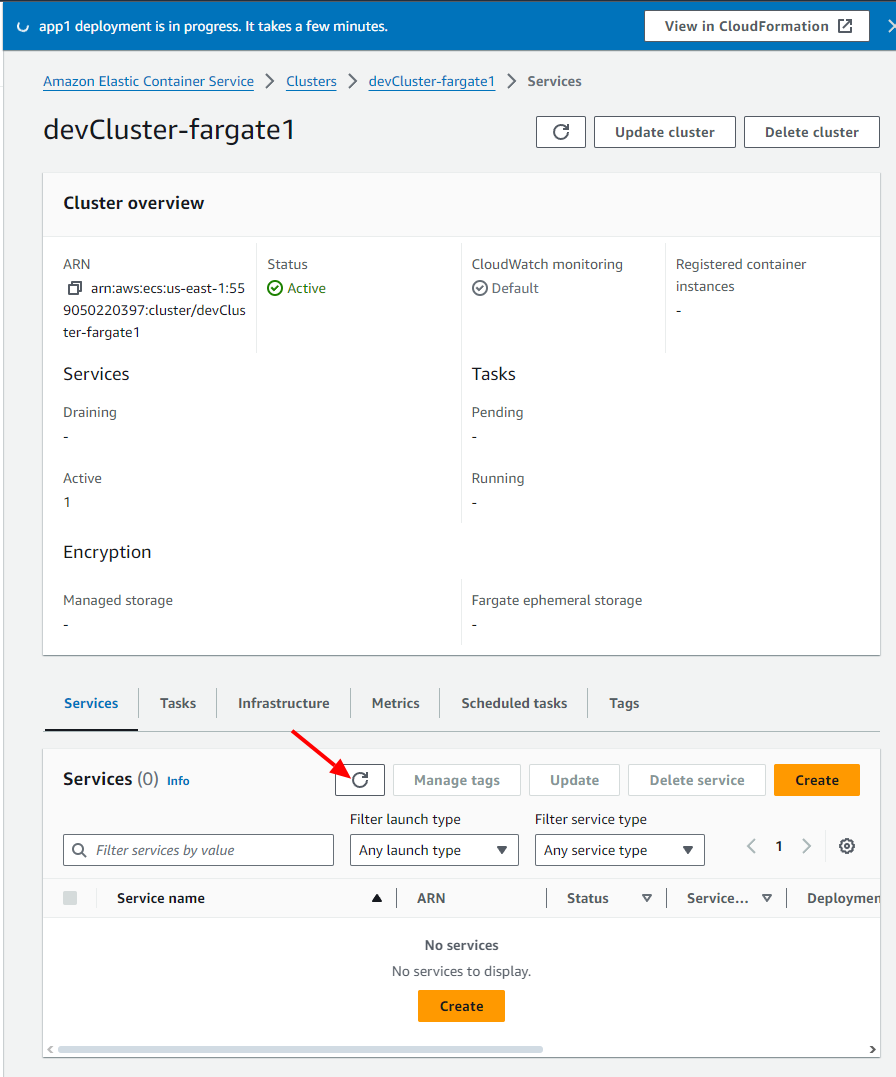 app1 deployment is in progress. It takes a few minutes.
View in CloudFormation
Amazon Elastic Container Service
Clusters
devCluster-fargate1
Services
devCluster-fargate1
Update cluster
Delete cluster
Cluster overview
ARN
arn:aws:ecs:us-east-1:55
9050220397:cluster/devClus
ter-fargate1
Status
Active
CloudWatch monitoring
Default
Registered container
instances
-
Services
Draining
-
Active
1
Tasks
Pending
-
Running
-
Encryption
Managed storage
-
Fargate ephemeral storage
-
Services
Tasks
Infrastructure
Metrics
Scheduled tasks
Tags
Services (0) Info
Manage tags
Update
Delete service
Create
Filter services by value
Filter launch type
Any launch type
Filter service type
Any service type
1
Service name
ARN
Status
Service...
Deploymen
No services
No services to display.
Create